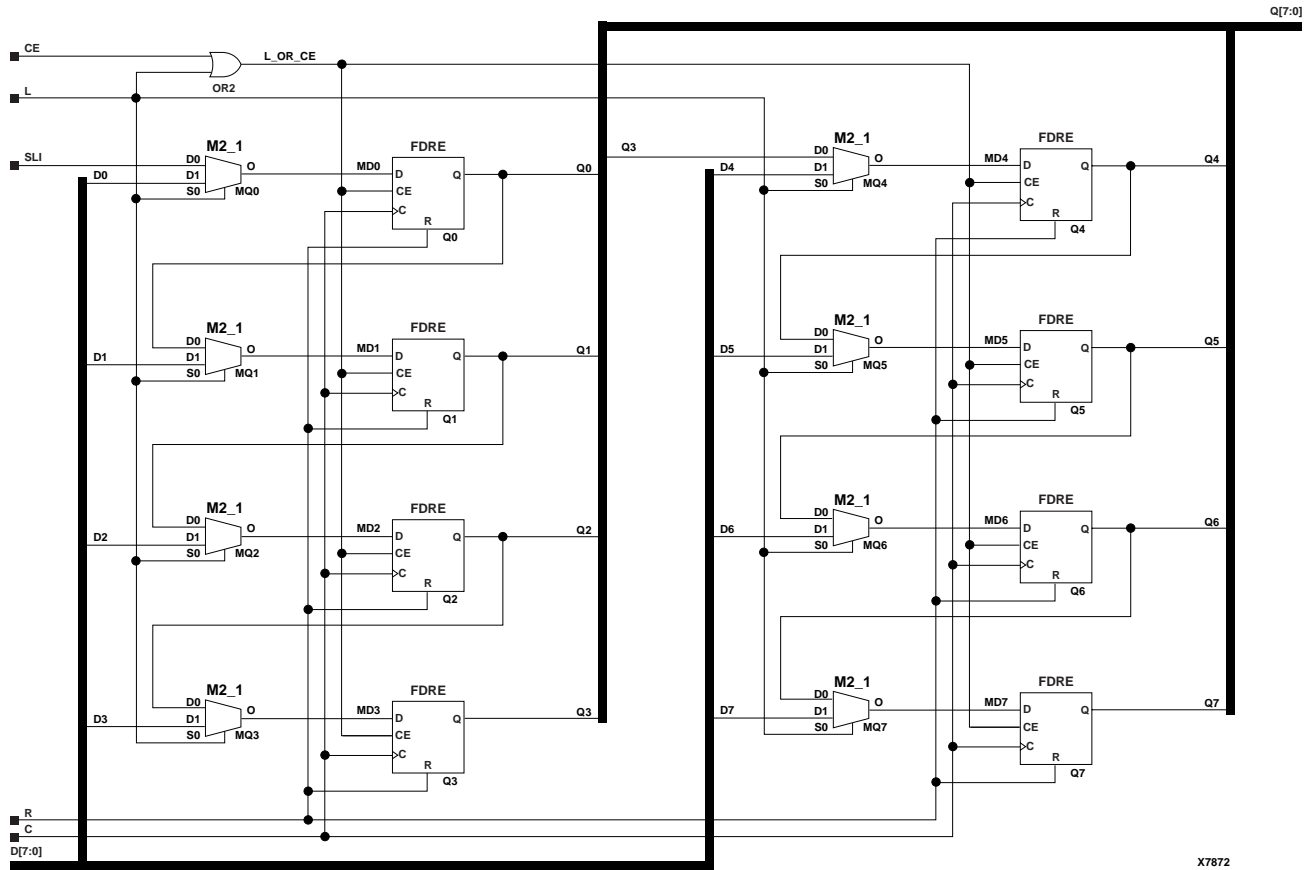 Q[7:0]
CE
L_OR_CE
OR2
L
SLI
M2_1
D0
D1
S0
O
MQ0
D0
MD0
FDRE
D
CE
C
R
Q
Q0
Q0
M2_1
D0
D1
S0
O
MQ1
D1
MD1
FDRE
D
CE
C
R
Q
Q1
Q1
M2_1
D0
D1
S0
O
MQ2
D2
MD2
FDRE
D
CE
C
R
Q
Q2
Q2
M2_1
D0
D1
S0
O
MQ3
D3
MD3
FDRE
D
CE
C
R
Q
Q3
Q3
Q3
M2_1
D0
D1
S0
O
MQ4
D4
MD4
FDRE
D
CE
C
R
Q
Q4
Q4
M2_1
D0
D1
S0
O
MQ5
D5
MD5
FDRE
D
CE
C
R
Q
Q5
Q5
M2_1
D0
D1
S0
O
MQ6
D6
MD6
FDRE
D
CE
C
R
Q
Q6
Q6
M2_1
D0
D1
S0
O
MQ7
D7
MD7
FDRE
D
CE
C
R
Q
Q7
Q7
R
C
D[7:0]
X7872